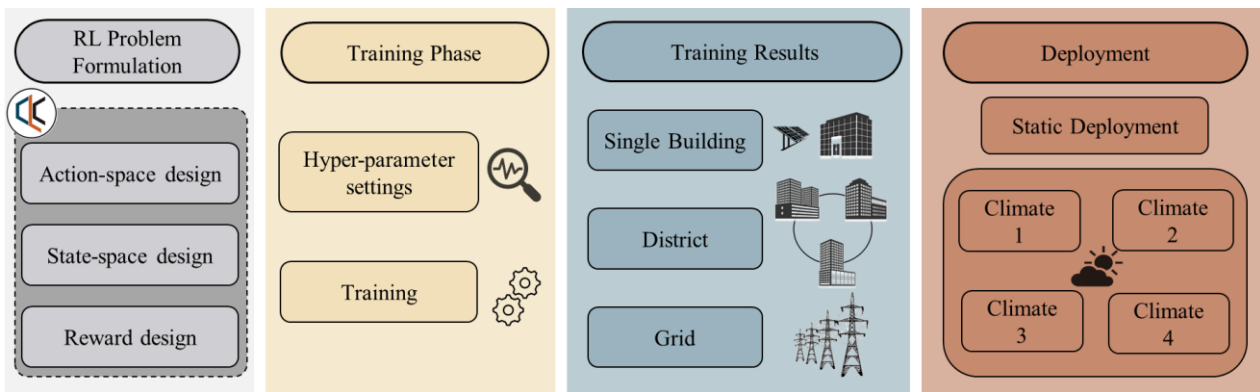 RL Problem
Formulation
Action-space design
State-space design
Reward design
Training Phase
Hyper-parameter
settings
Training
Training Results
Single Building
District
Grid
Deployment
Static Deployment
Climate
1
Climate
2
Climate
3
Climate
4